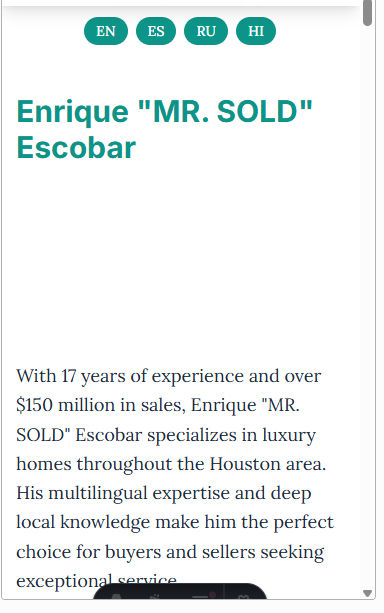 EN ES RU HI
Enrique "MR. SOLD"
Escobar
With 17 years of experience and over
$150 million in sales, Enrique "MR.
SOLD" Escobar specializes in luxury
homes throughout the Houston area.
His multilingual expertise and deep
local knowledge make him the perfect
choice for buyers and sellers seeking
exceptional service.